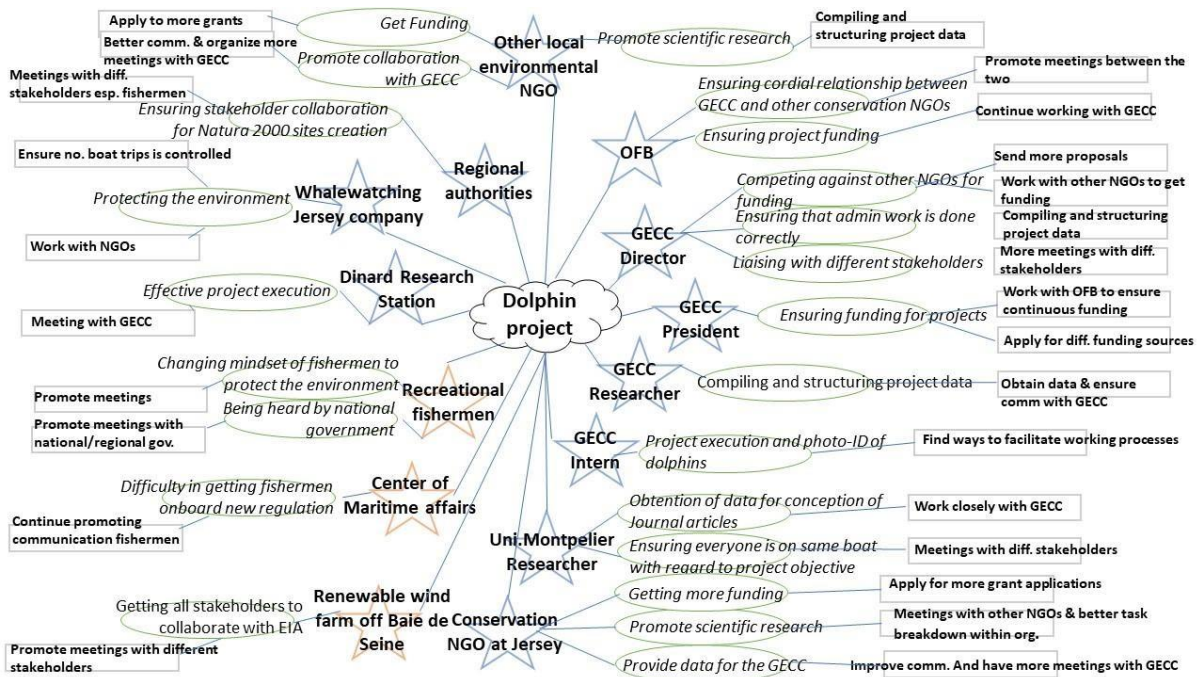 Apply to more grants
Get Funding
Better comm. & organize more
meetings with GECC
Promote collaboration
with GECC
Other local
environmental
NGO
Promote scientific research
Compiling and
structuring project data
Meetings with diff.
stakeholders esp. fishermen
Ensuring stakeholder collaboration
for Natura 2000 sites creation
Regional
authorities
Ensuring cordial relationship between
GECC and other conservation NGOs
Promote meetings between the
two
OFB
Ensuring project funding
Continue working with GECC
Ensure no. boat trips is controlled
Protecting the environment
Work with NGOs
Whalewatching
Jersey company
GECC
Director
Competing against other NGOs for
funding
Send more proposals
Work with other NGOs to get
funding
Ensuring that admin work is done
correctly
Compiling and structuring
project data
Liaising with different stakeholders
More meetings with diff.
stakeholders
Dinard Research
Station
Effective project execution
Meeting with GECC
Dolphin
project
GECC
President
Ensuring funding for projects
Work with OFB to ensure
continuous funding
Apply for diff. funding sources
GECC
Researcher
Compiling and structuring project data
Obtain data & ensure
comm with GECC
Changing mindset of fishermen to
protect the environment
Promote meetings
Being heard by national
government
Promote meetings with
national/regional gov.
Recreational
fishermen
GECC
Intern
Project execution and photo-ID of
dolphins
Find ways to facilitate working processes
Difficulty in getting fishermen
onboard new regulation
Continue promoting
communication fishermen
Center of
Maritime affairs
Uni.Montpelier
Researcher
Obtention of data for conception of
Journal articles
Work closely with GECC
Ensuring everyone is on same boat
with regard to project objective
Meetings with diff. stakeholders
Getting all stakeholders to
collaborate with EIA
Promote meetings with different
stakeholders
Renewable wind
farm off Baie de
Seine
Conservation
NGO at Jersey
Getting more funding
Apply for more grant applications
Promote scientific research
Meetings with other NGOs & better task
breakdown within org.
Provide data for the GECC
Improve comm. And have more meetings with GECC